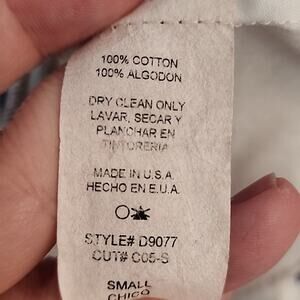 100% COTTON
100% ALGODON
DRY CLEAN ONLY
LAVAR, SECAR Y
PLANCHAR EN
TINTORERIA
MADE IN U.S.A.
HECHO EN E.U.A.
STYLE# D9077
CUT# C05-S
SMALL
CHICO